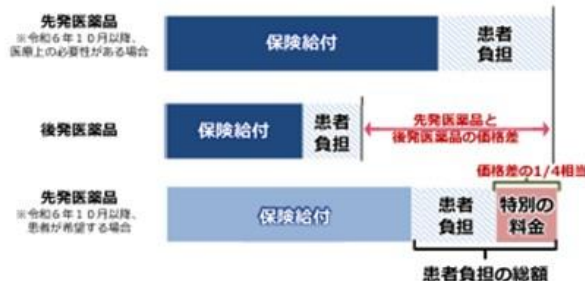 先発医薬品
※令和6年10月以降、
医療上の必要性がある場合
保険給付
患者
負担
後発医薬品
保険給付
患者
負担
先発医薬品と
後発医薬品の価格差
価格差の1/4相当
先発医薬品
※令和6年10月以降、
患者が希望する場合
保険給付
患者
負担
特別の
料金
患者負担の総額